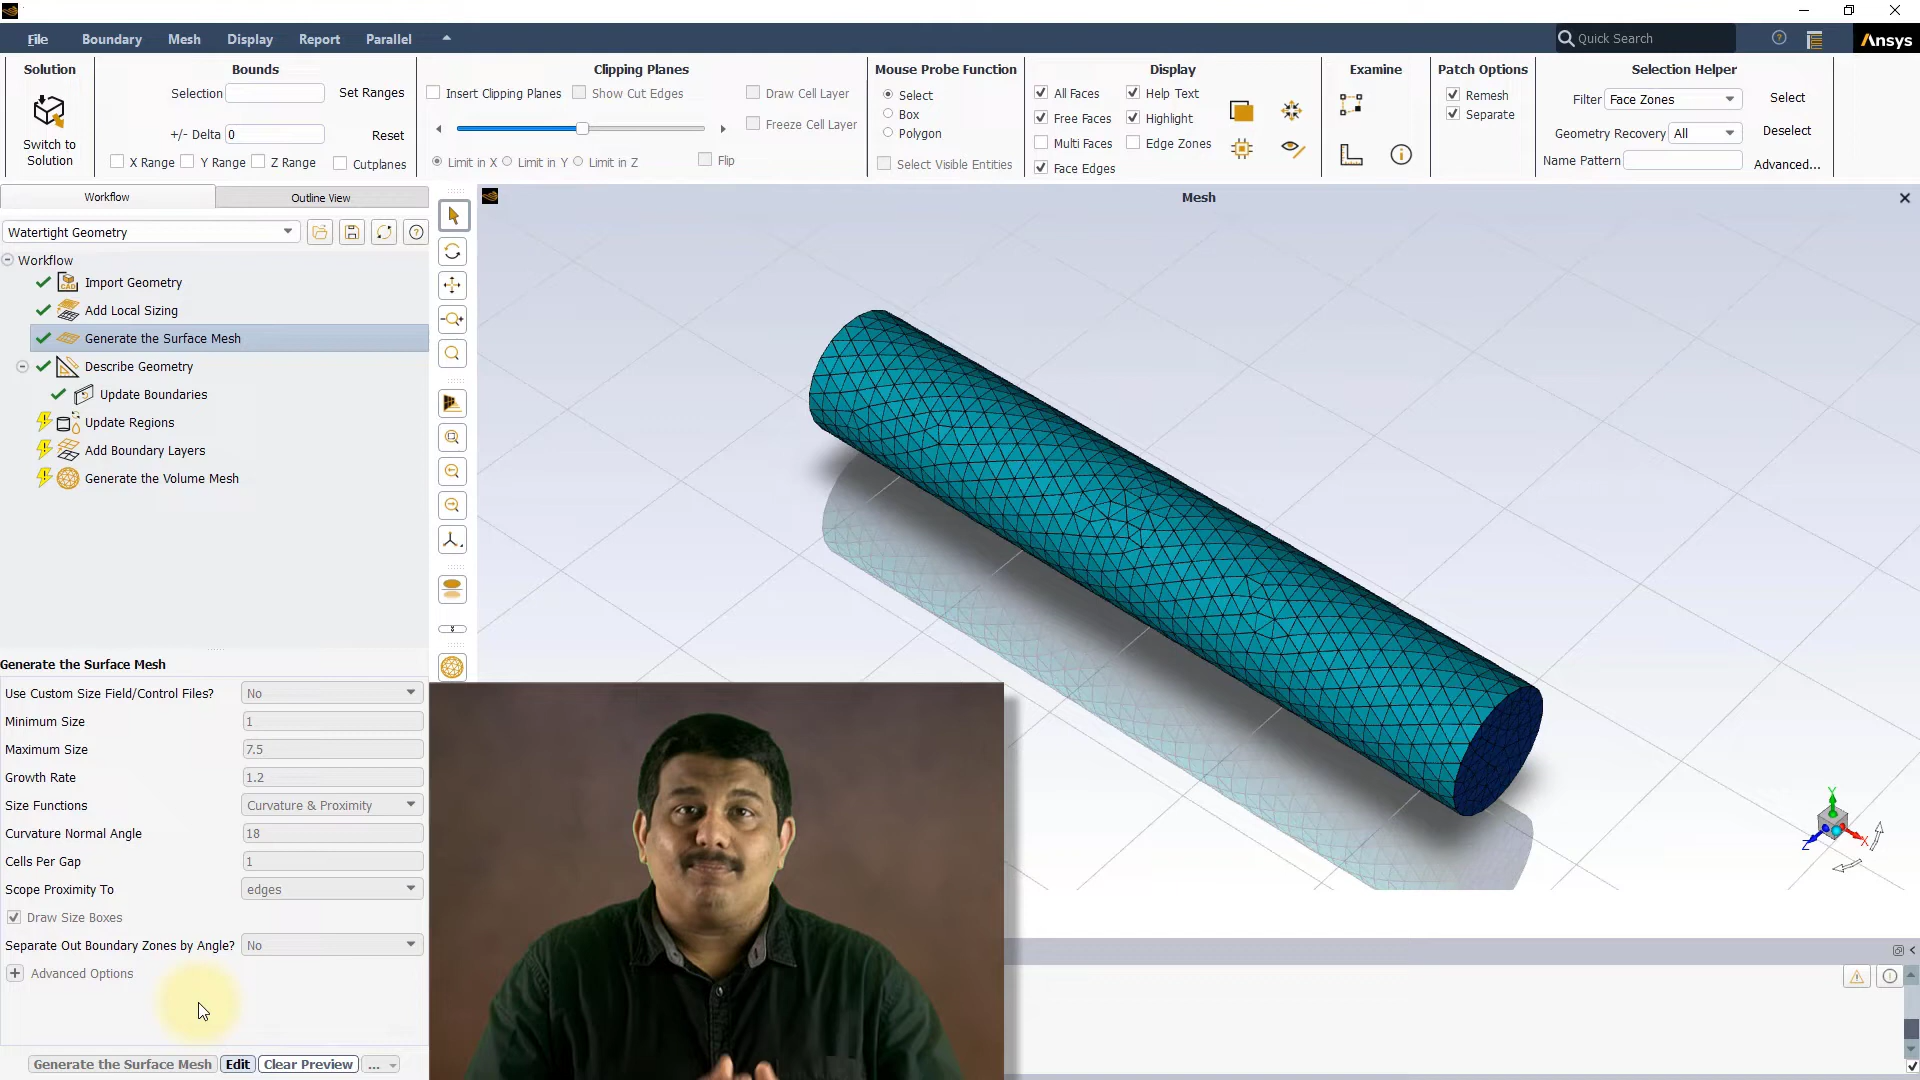 File
Boundary
Mesh
Display
Report
Parallel
Quick Search
Ansys
Solution
Switch to
Solution
Bounds
Selection
Set Ranges
+/- Delta
0
Reset
X Range
Y Range
Z Range
Cutplanes
Clipping Planes
Insert Clipping Planes
Show Cut Edges
Draw Cell Layer
Freeze Cell Layer
Limit in X
Limit in Y
Limit in Z
Flip
Mouse Probe Function
Select
Box
Polygon
Select Visible Entities
Display
All Faces
Help Text
Free Faces
Highlight
Multi Faces
Edge Zones
Face Edges
Examine
Patch Options
Remesh
Separate
Selection Helper
Filter
Face Zones
Select
Geometry Recovery
All
Deselect
Name Pattern
Advanced...
Workflow
Outline View
Watertight Geometry
Workflow
Import Geometry
Add Local Sizing
Generate the Surface Mesh
Describe Geometry
Update Boundaries
Update Regions
Add Boundary Layers
Generate the Volume Mesh
Mesh
Y
X
Z
Generate the Surface Mesh
Use Custom Size Field/Control Files?
No
Minimum Size
1
Maximum Size
7.5
Growth Rate
1.2
Size Functions
Curvature & Proximity
Curvature Normal Angle
18
Cells Per Gap
1
Scope Proximity To
edges
Draw Size Boxes
Separate Out Boundary Zones by Angle?
No
Advanced Options
Generate the Surface Mesh
Edit
Clear Preview
...